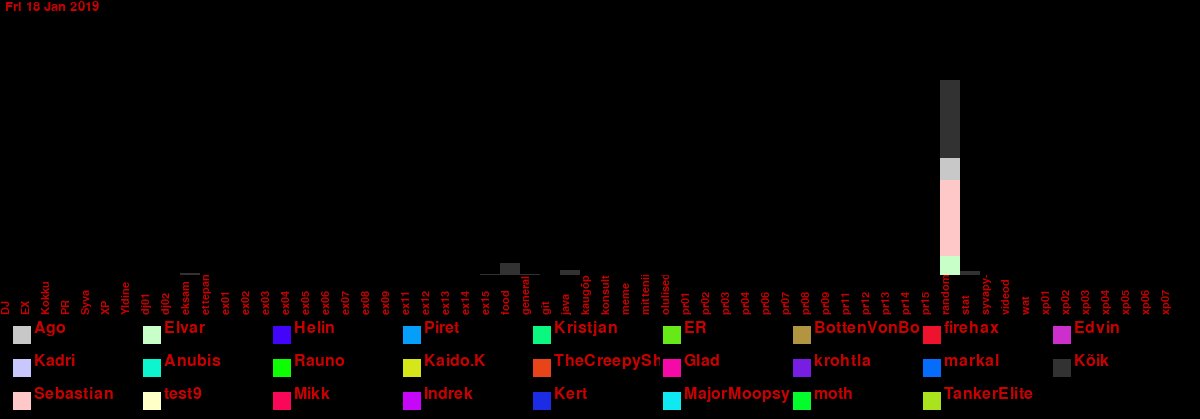 Fri 18 Jan 2019
DJ
EX
Kokku
PR
Syva
XP
Yldine
dj01
dj02
eksam
ettepan
ex01
ex02
ex03
ex04
ex05
ex06
ex07
ex08
ex09
ex11
ex12
ex13
ex14
ex15
food
general
git
java
kaugõp
konsult
meme
mittenii
olulised
pr01
pr02
pr03
pr04
pr06
pr07
pr08
pr09
pr11
pr12
pr13
pr14
pr15
random
stat
syvapy-
videod
wat
xp01
xp02
xp03
xp04
xp05
xp06
xp07
Ago Elvar Helin Piret Kristjan ER BottenVonBo firehax Edvin
Kadri Anubis Rauno Kaido.K TheCreepySh Glad krohtla markal Kõik
Sebastian test9 Mikk Indrek Kert MajorMoopsy moth TankerElite